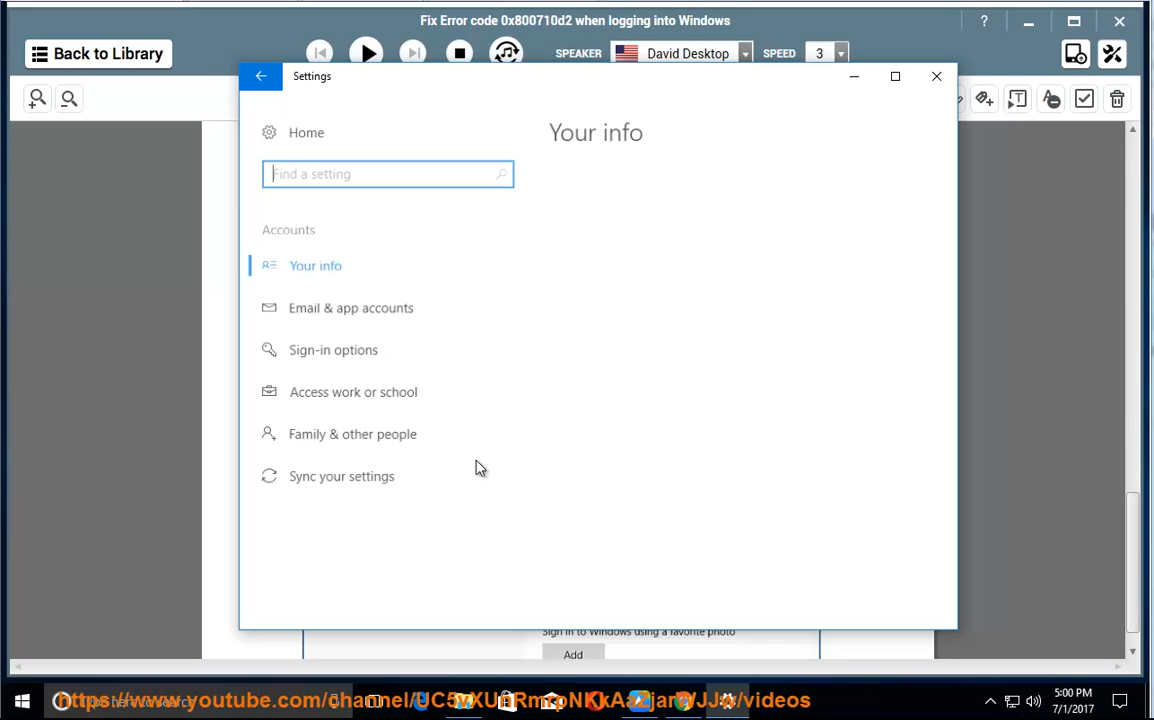 Fix Error code 0x800710d2 when logging into Windows
?
Back to Library
SPEAKER
David Desktop
SPEED
3
Settings
Home
Your info
Find a setting
Accounts
Your info
Email & app accounts
Sign-in options
Access work or school
Family & other people
Sync your settings
Sign in to Windows using a favorite photo
Add
5:00 PM
7/1/2017